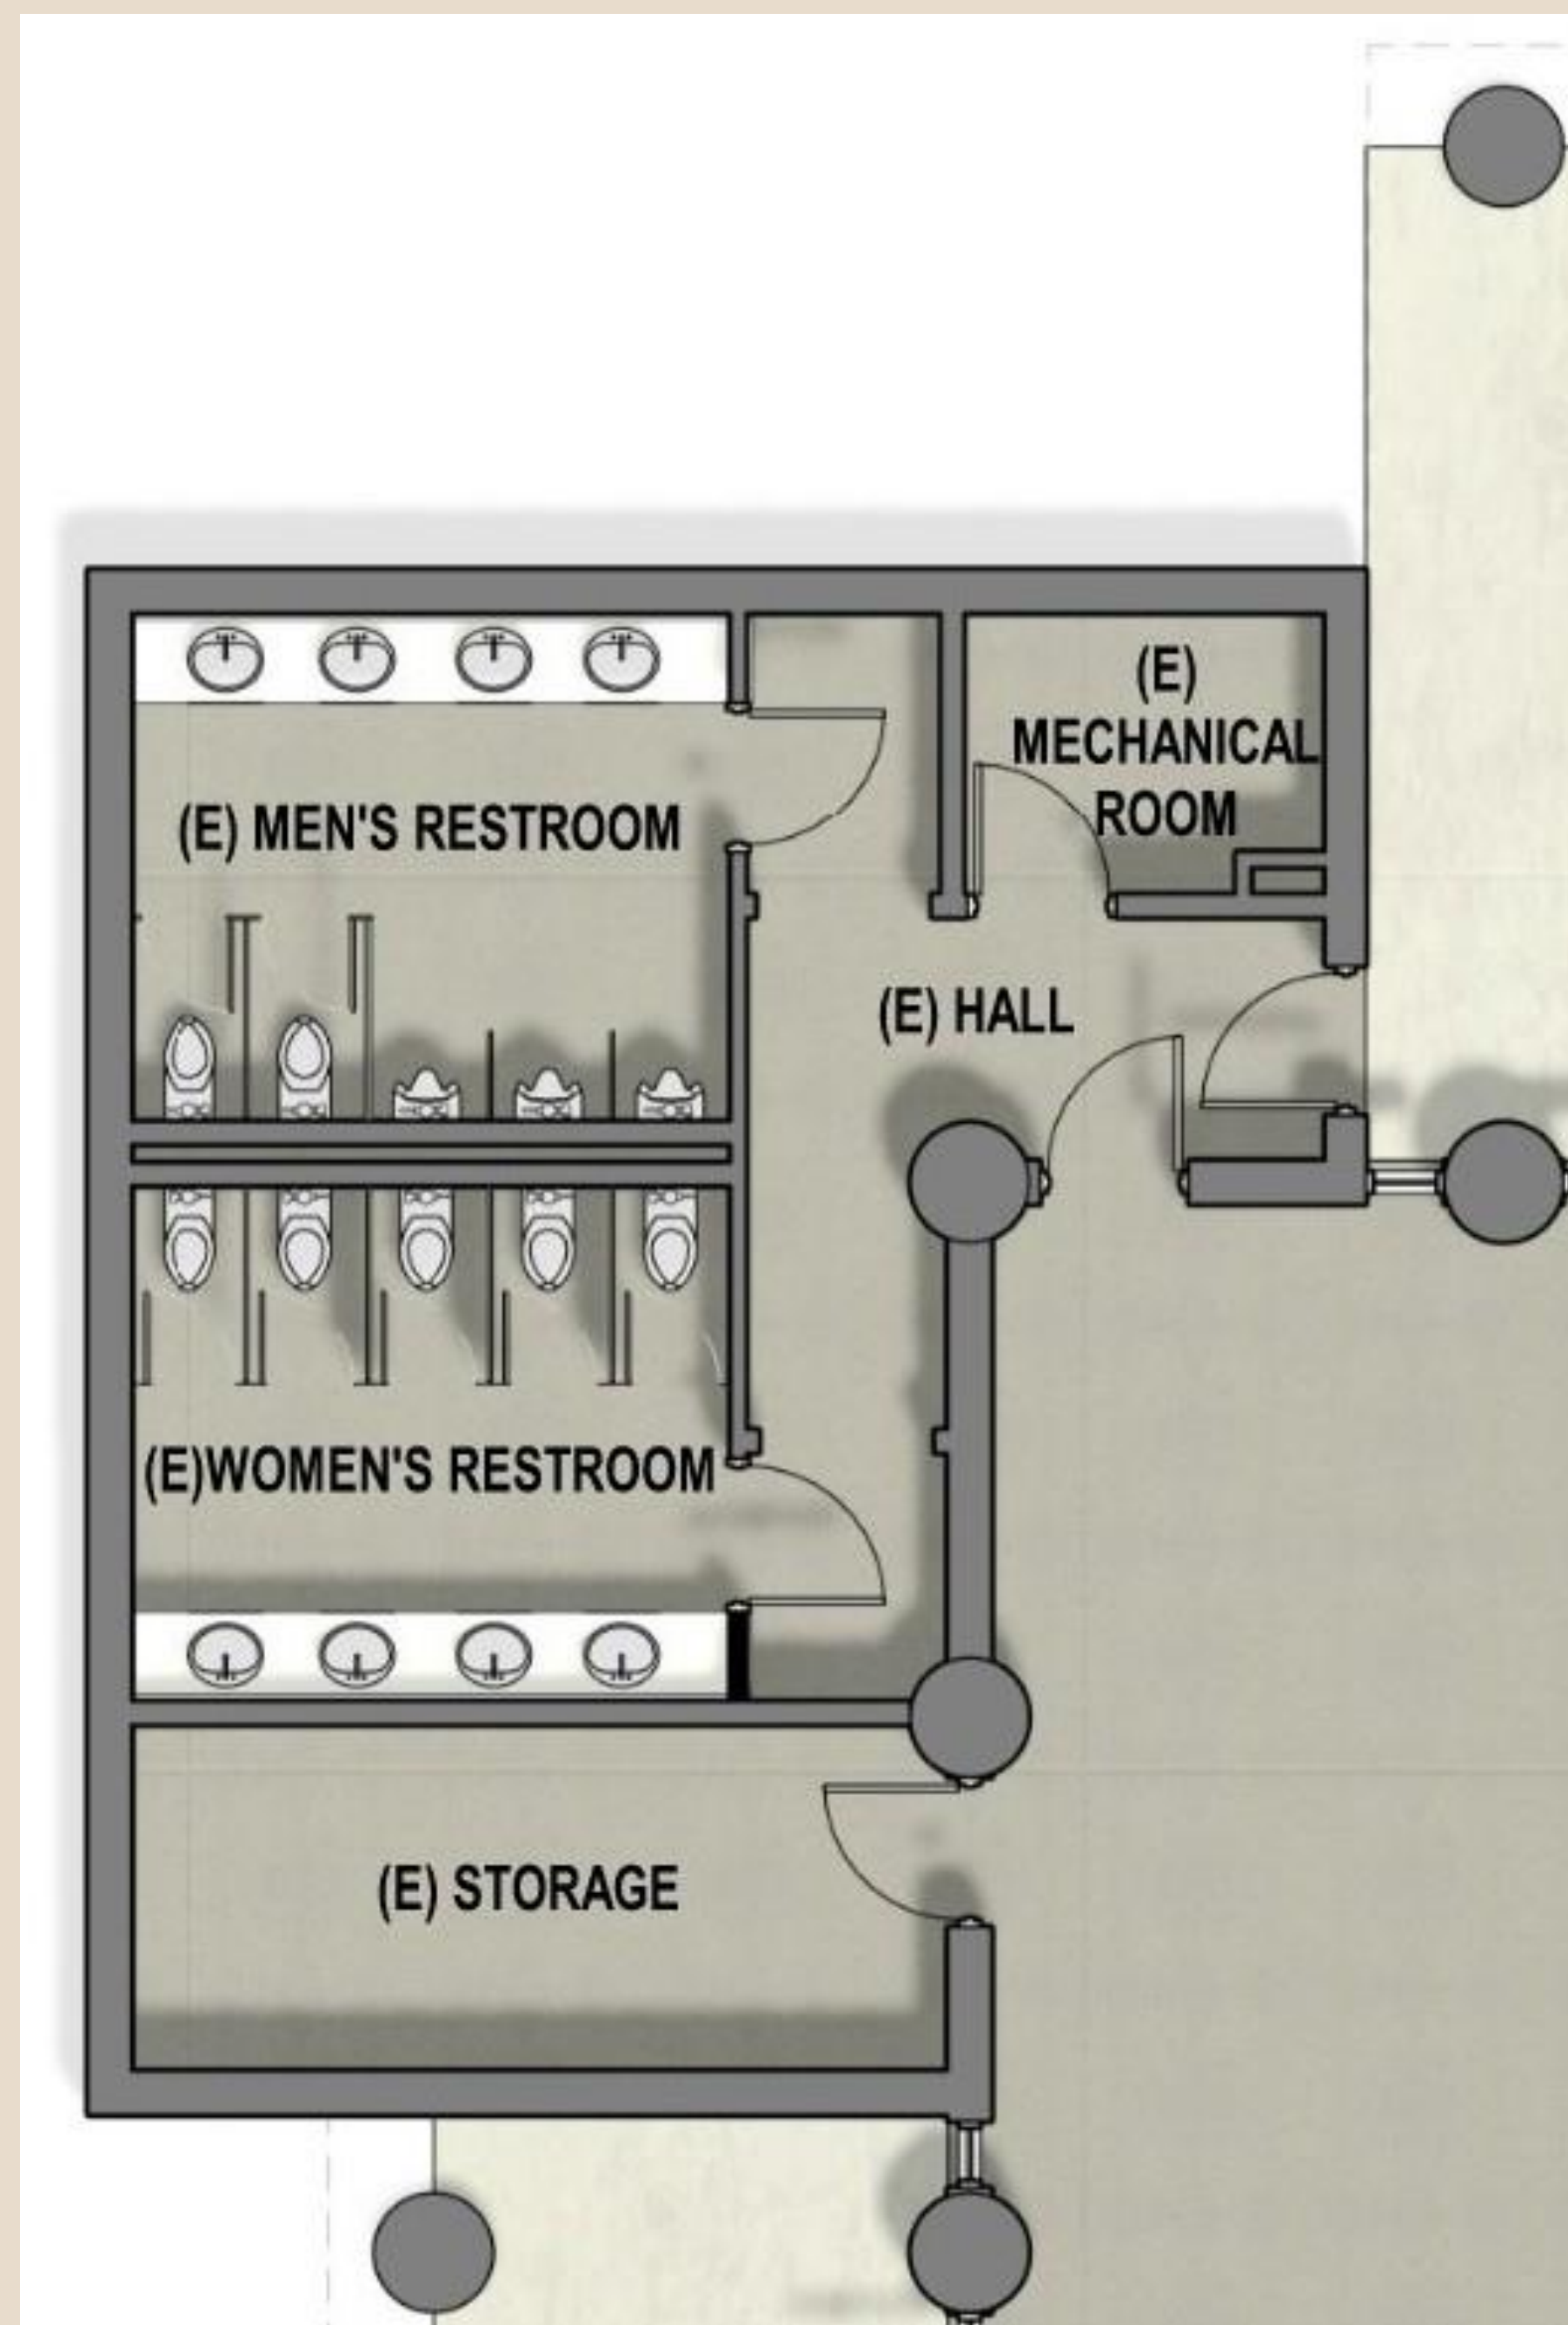 (E)
MECHANICAL
ROOM
(E) MEN'S RESTROOM
(E) HALL
(E)WOMEN'S RESTROOM
(E) STORAGE